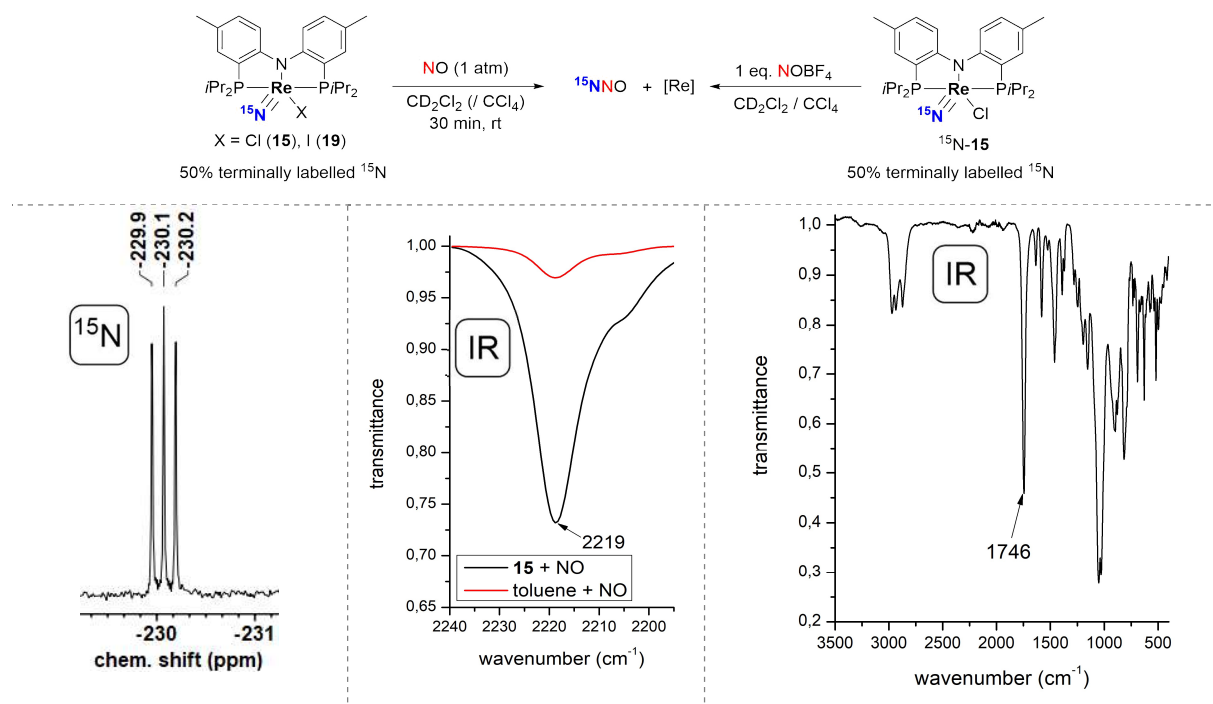 N
iPr₂P Re PiPr₂
¹⁵N X
X = Cl (15), I (19)
50% terminally labelled ¹⁵N
NO (1 atm)
CD₂Cl₂ (/ CCl₄)
30 min, rt
¹⁵NNO + [Re]
1 eq. NOBF₄
CD₂Cl₂ / CCl₄
N
iPr₂P Re PiPr₂
¹⁵N Cl
¹⁵N-15
50% terminally labelled ¹⁵N
-229.9
-230.1
-230.2
¹⁵N
-230 -231
chem. shift (ppm)
1,00
0,95
0,90
0,85
0,80
0,75
0,70
0,65
transmittance
IR
2219
15 + NO
toluene + NO
2240 2230 2220 2210 2200
wavenumber (cm⁻¹)
1,0
0,9
0,8
0,7
0,6
0,5
0,4
0,3
0,2
transmittance
IR
1746
3500 3000 2500 2000 1500 1000 500
wavenumber (cm⁻¹)